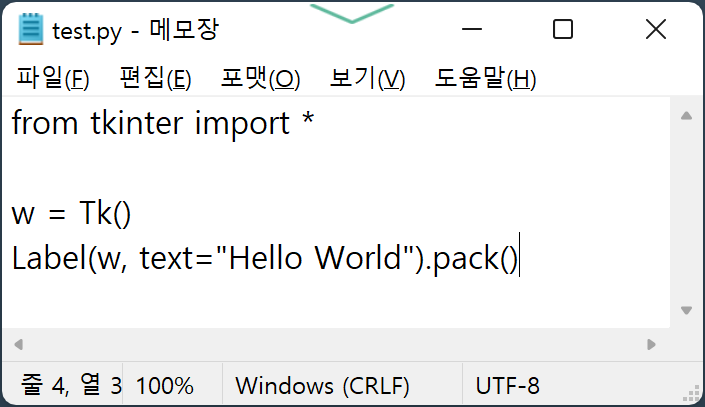 test.py - 메모장
파일(F) 편집(E) 포맷(O) 보기(V) 도움말(H)
from tkinter import *
w = Tk()
Label(w, text="Hello World").pack()
줄 4, 열 3 100% Windows (CRLF) UTF-8